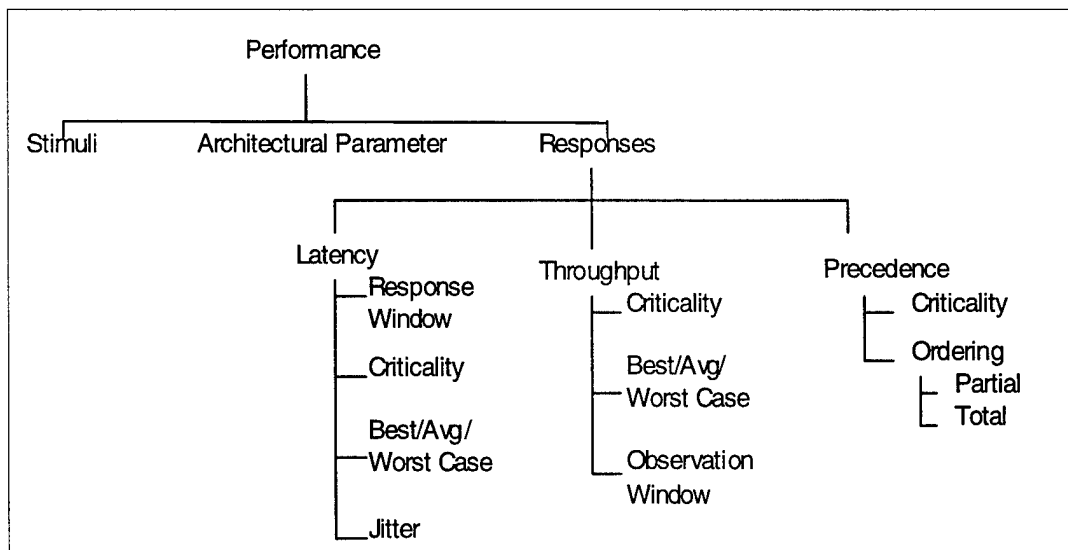 Performance
Stimuli
Architectural Parameter
Responses
Latency
Response
Window
Criticality
Best/Avg/
Worst Case
Jitter
Throughput
Criticality
Best/Avg/
Worst Case
Observation
Window
Precedence
Criticality
Ordering
Partial
Total